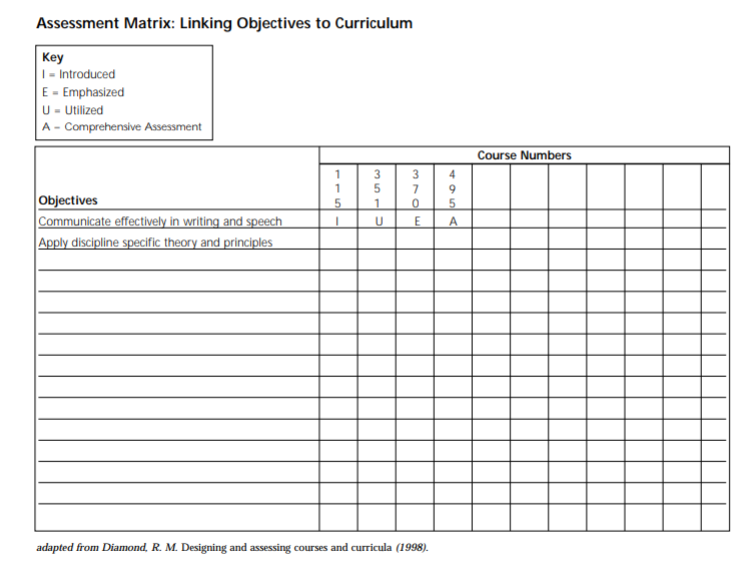 Assessment Matrix: Linking Objectives to Curriculum
Key
I = Introduced
E = Emphasized
U = Utilized
A = Comprehensive Assessment
Course Numbers
Objectives 115 351 370 495
Communicate effectively in writing and speech I U E A
Apply discipline specific theory and principles
adapted from Diamond, R. M. Designing and assessing courses and curricula (1998).